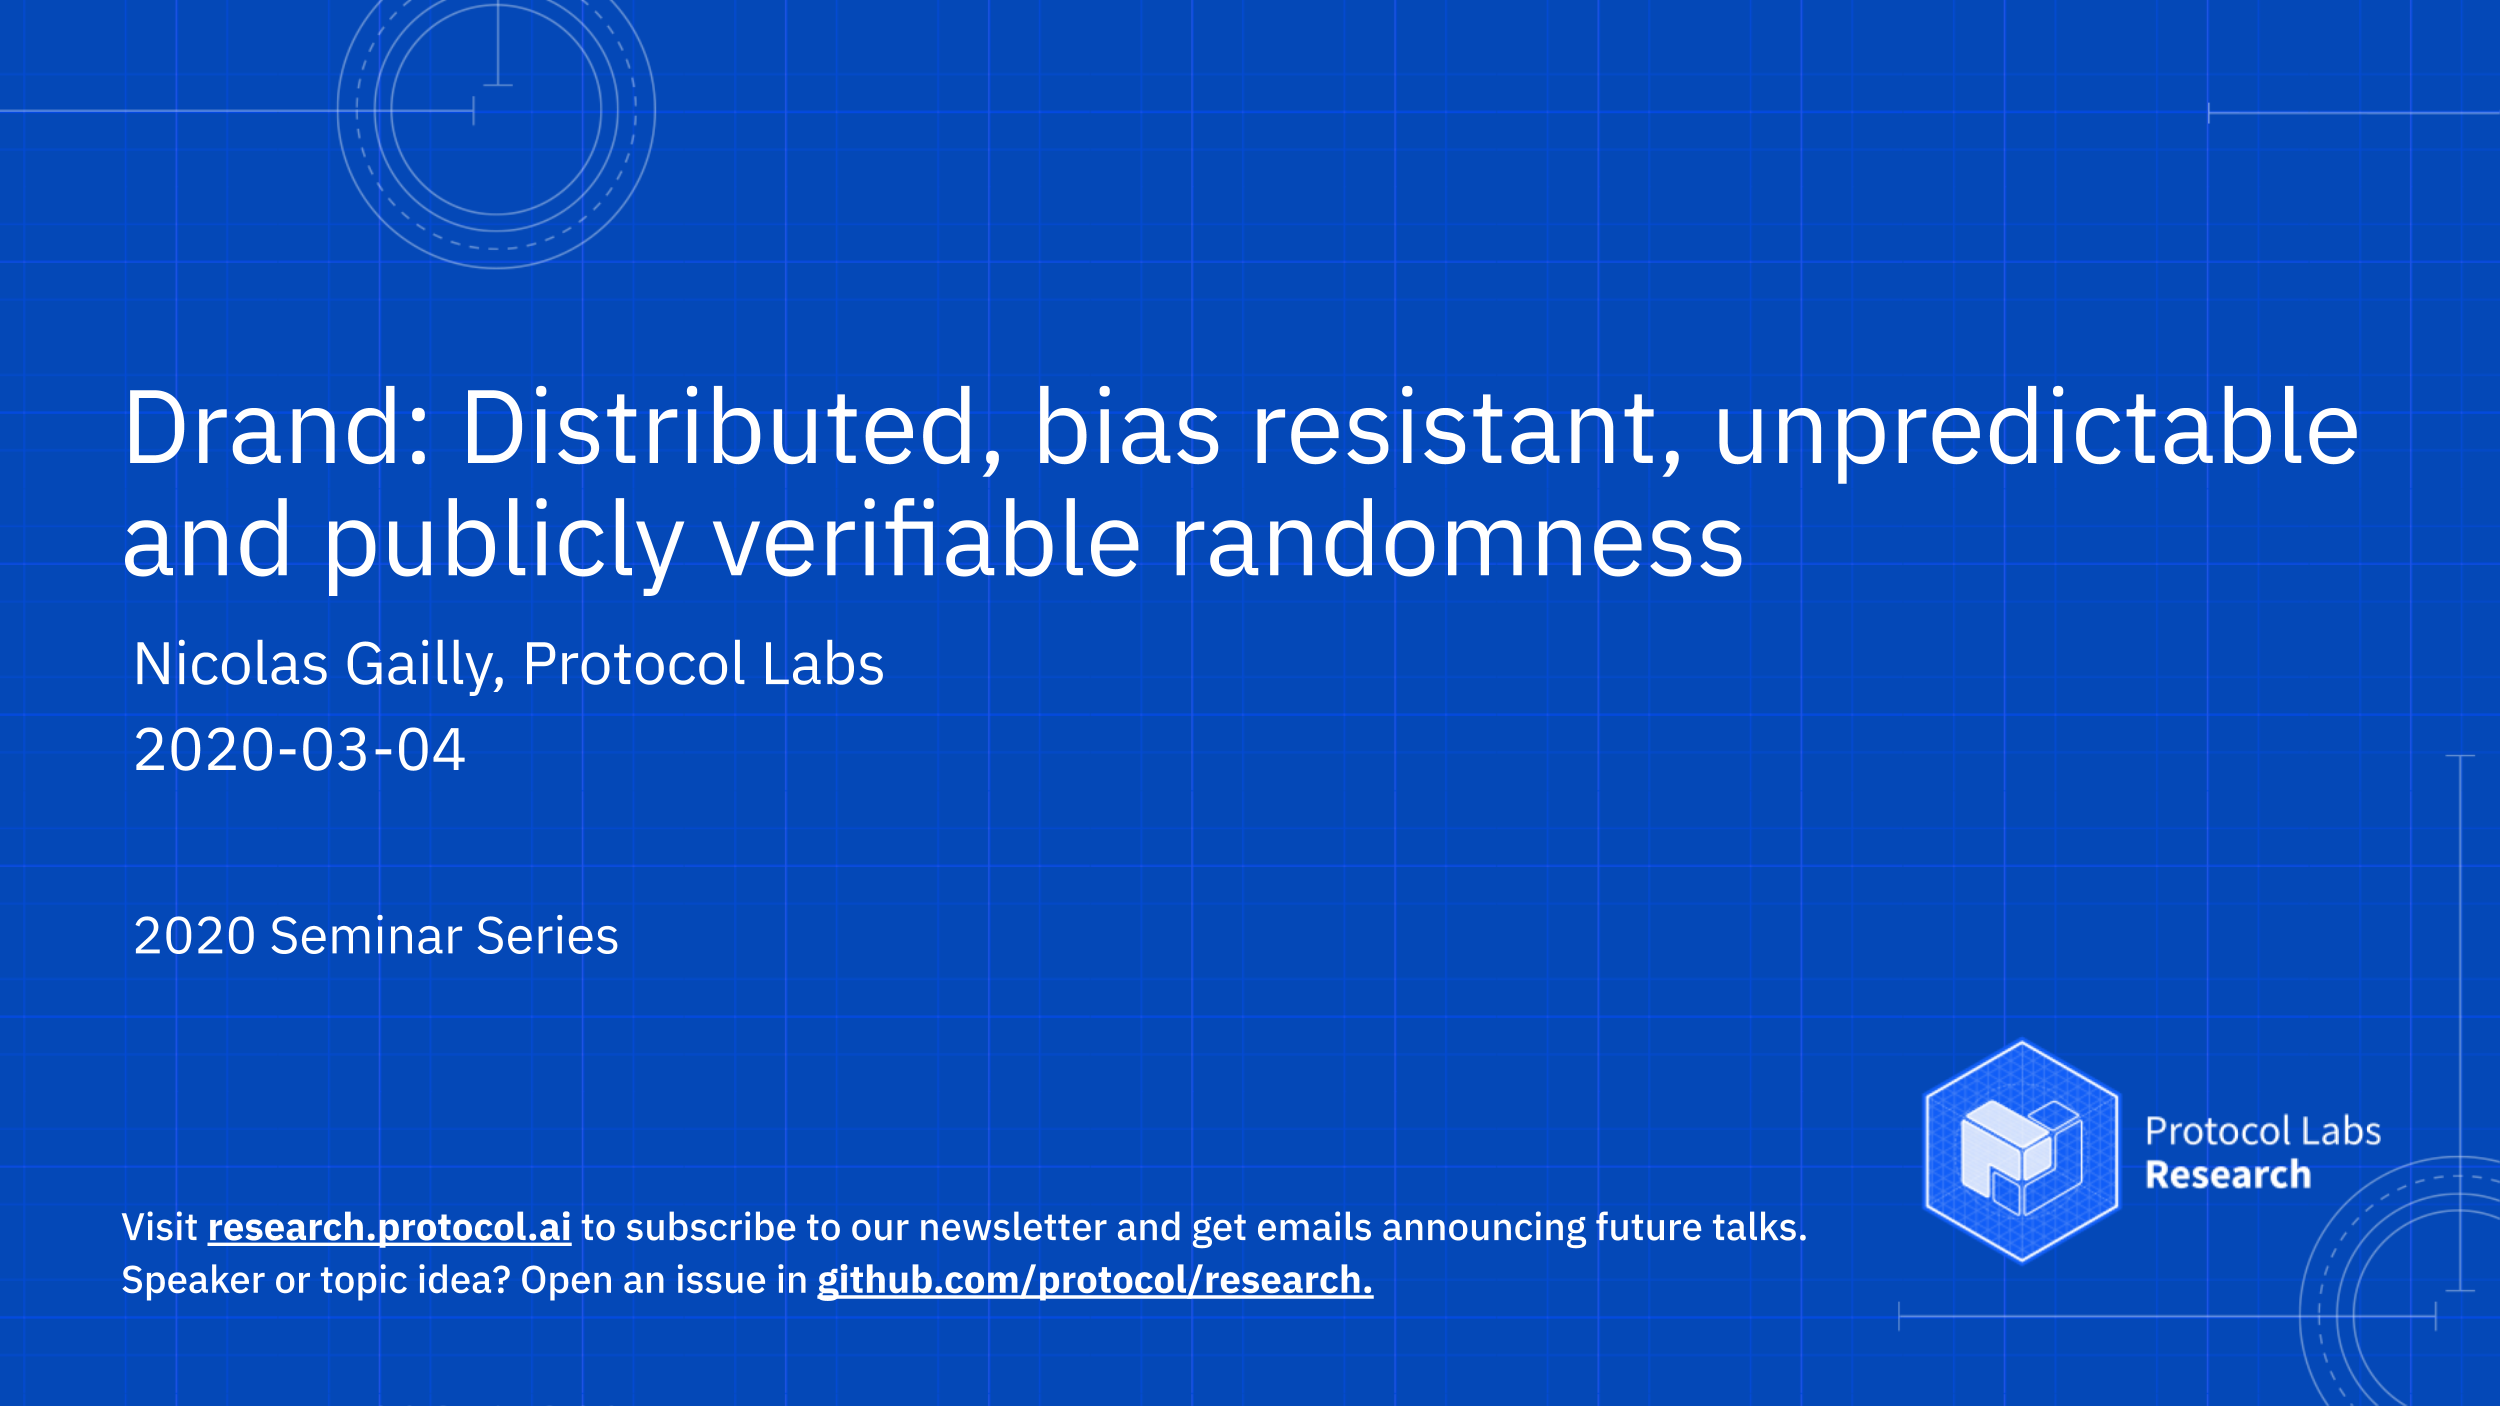 Drand: Distributed, bias resistant, unpredictable
and publicly verifiable randomness
Nicolas Gailly, Protocol Labs
2020-03-04
2020 Seminar Series
Protocol Labs
Research
Visit research.protocol.ai to subscribe to our newsletter and get emails announcing future talks.
Speaker or topic idea? Open an issue in github.com/protocol/research.